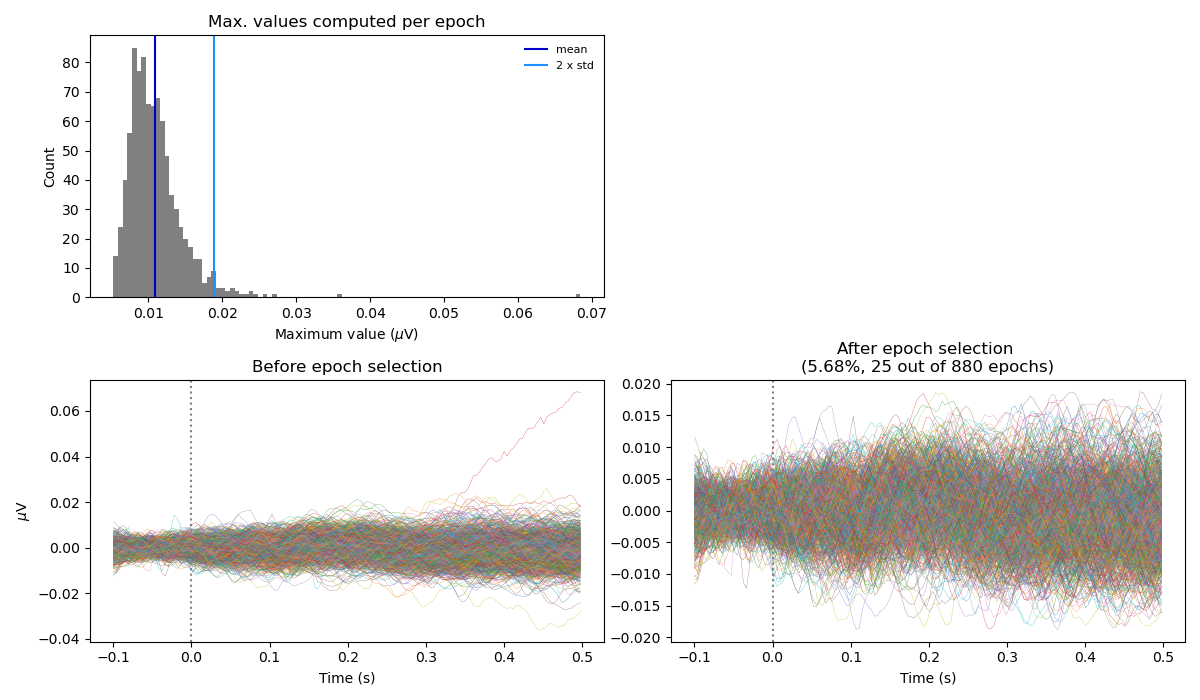 Max. values computed per epoch
mean
2 x std
Count
80
70
60
50
40
30
20
10
0
0.01 0.02 0.03 0.04 0.05 0.06 0.07
Maximum value (μV)
Before epoch selection
μV
0.06
0.04
0.02
0.00
−0.02
−0.04
−0.1 0.0 0.1 0.2 0.3 0.4 0.5
Time (s)
After epoch selection
(5.68%, 25 out of 880 epochs)
0.020
0.015
0.010
0.005
0.000
−0.005
−0.010
−0.015
−0.020
−0.1 0.0 0.1 0.2 0.3 0.4 0.5
Time (s)